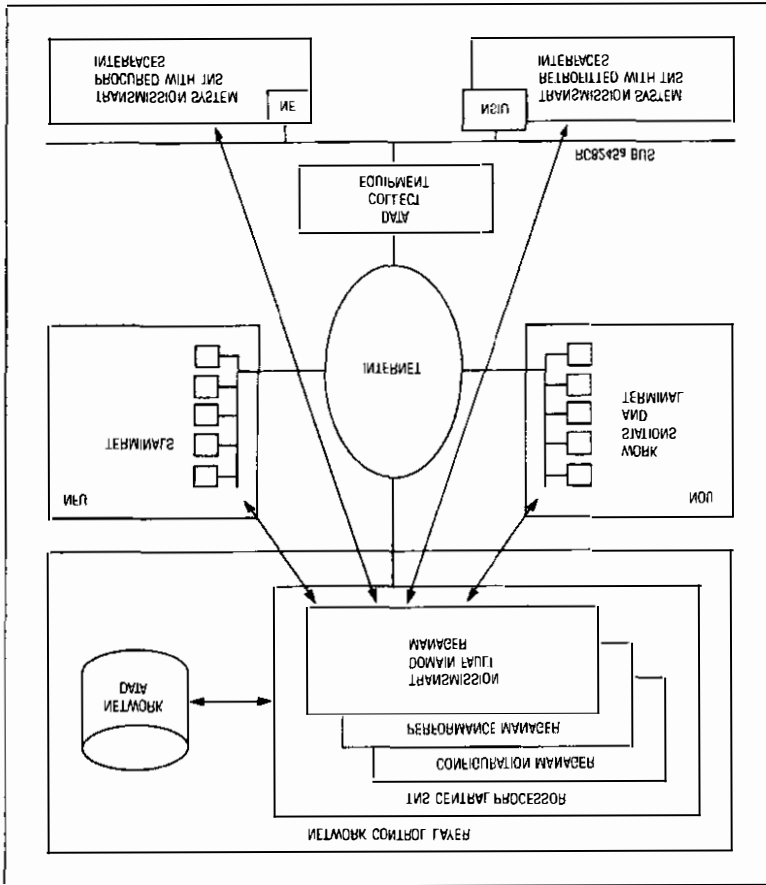 NETWORK CONTROL LAYER
TNS CENTRAL PROCESSOR
CONFIGURATION MANAGER
PERFORMANCE MANAGER
TRANSMISSION
DOMAIN FAULT
MANAGER
NETWORK
DATA
NFU
TERMINALS
INTERNET
NOU
WORK
STATIONS
AND
TERMINAL
DATA
COLLECT
EQUIPMENT
RC8245a BUS
NE
TRANSMISSION SYSTEM
PROCURED WITH TNS
INTERFACES
NSIU
TRANSMISSION SYSTEM
RETROFITTED WITH TNS
INTERFACES